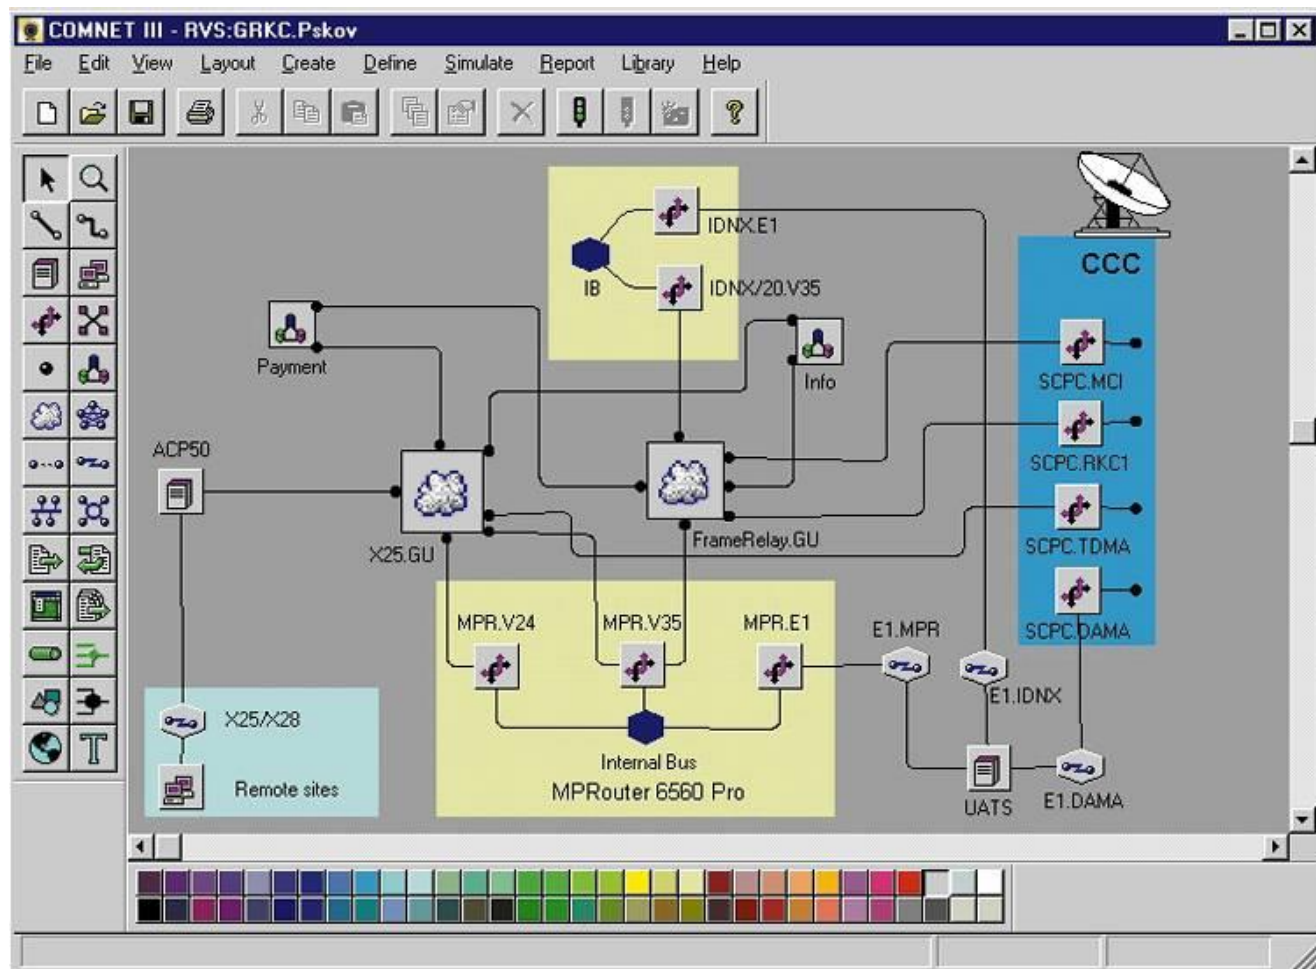 COMNET III - RVS:GRKC.Pskov
File Edit View Layout Create Define Simulate Report Library Help
CCC
IDNX.E1
IB
IDNX/20.V35
Payment
Info
SCPC.MCI
ACP50
SCPC.RKC1
X25.GU
FrameRelay.GU
SCPC.TDMA
MPR.V24
MPR.V35
MPR.E1
E1.MPR
SCPC.DAMA
E1.IDNX
X25/X28
Internal Bus
Remote sites
MPRouter 6560 Pro
UATS
E1.DAMA